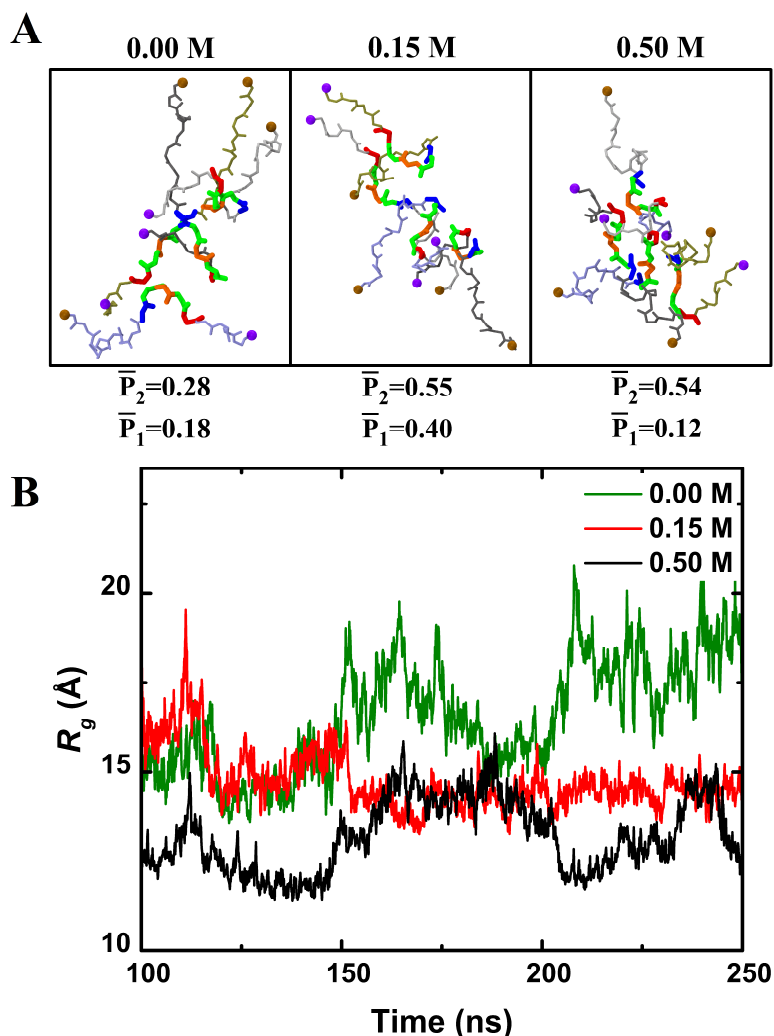 A
0.00 M 0.15 M 0.50 M
P̅₂=0.28 P̅₂=0.55 P̅₂=0.54
P̅₁=0.18 P̅₁=0.40 P̅₁=0.12
B
0.00 M
0.15 M
0.50 M
20
15
10
R_g (Å)
100 150 200 250
Time (ns)